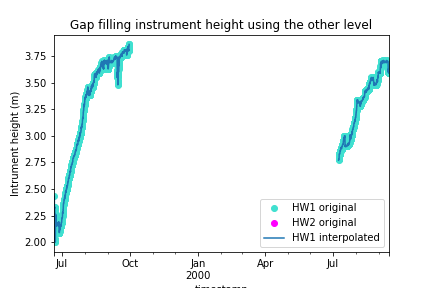 Gap filling instrument height using the other level
Intrument height (m)
3.75
3.50
3.25
3.00
2.75
2.50
2.25
2.00
HW1 original
HW2 original
HW1 interpolated
Jul
Oct
Jan
2000
Apr
Jul
timestamp